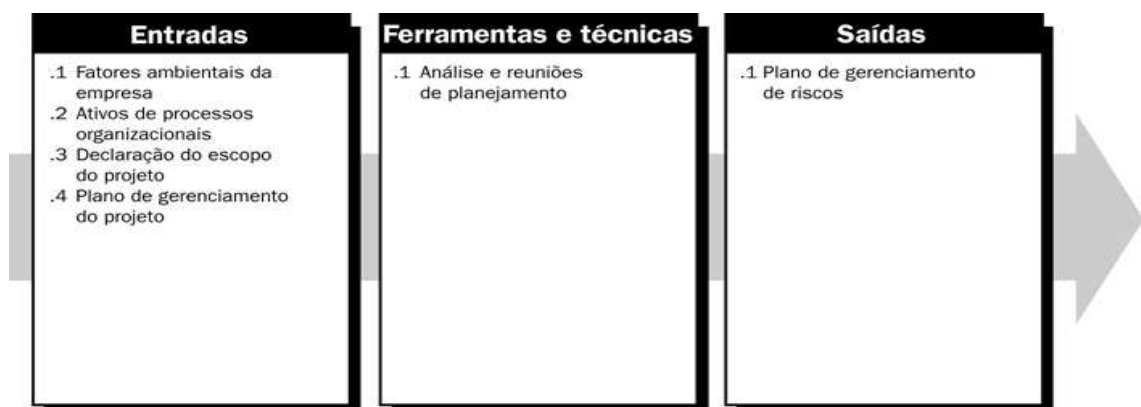 Entradas
.1 Fatores ambientais da
empresa
.2 Ativos de processos
organizacionais
.3 Declaração do escopo
do projeto
.4 Plano de gerenciamento
do projeto
Ferramentas e técnicas
.1 Análise e reuniões
de planejamento
Saídas
.1 Plano de gerenciamento
de riscos